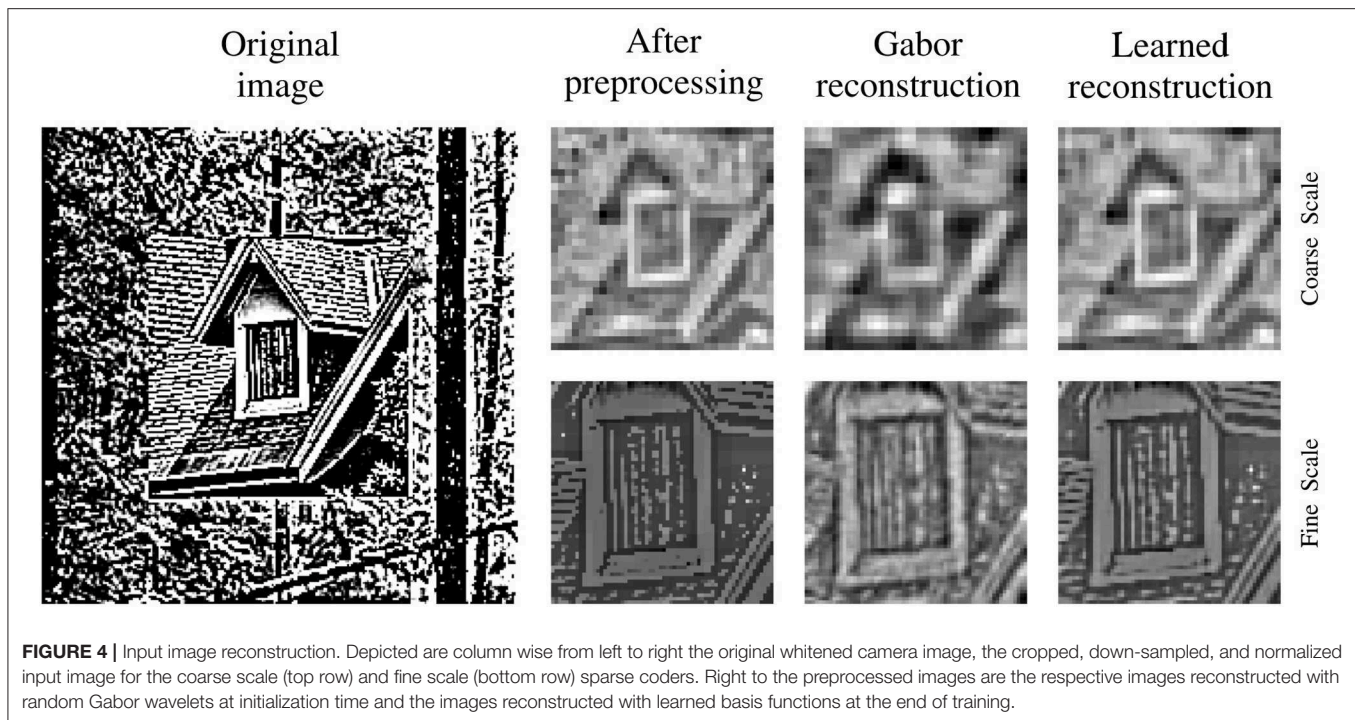 Original
image
After
preprocessing
Gabor
reconstruction
Learned
reconstruction
Coarse Scale
Fine Scale
FIGURE 4 | Input image reconstruction. Depicted are column wise from left to right the original whitened camera image, the cropped, down-sampled, and normalized
input image for the coarse scale (top row) and fine scale (bottom row) sparse coders. Right to the preprocessed images are the respective images reconstructed with
random Gabor wavelets at initialization time and the images reconstructed with learned basis functions at the end of training.